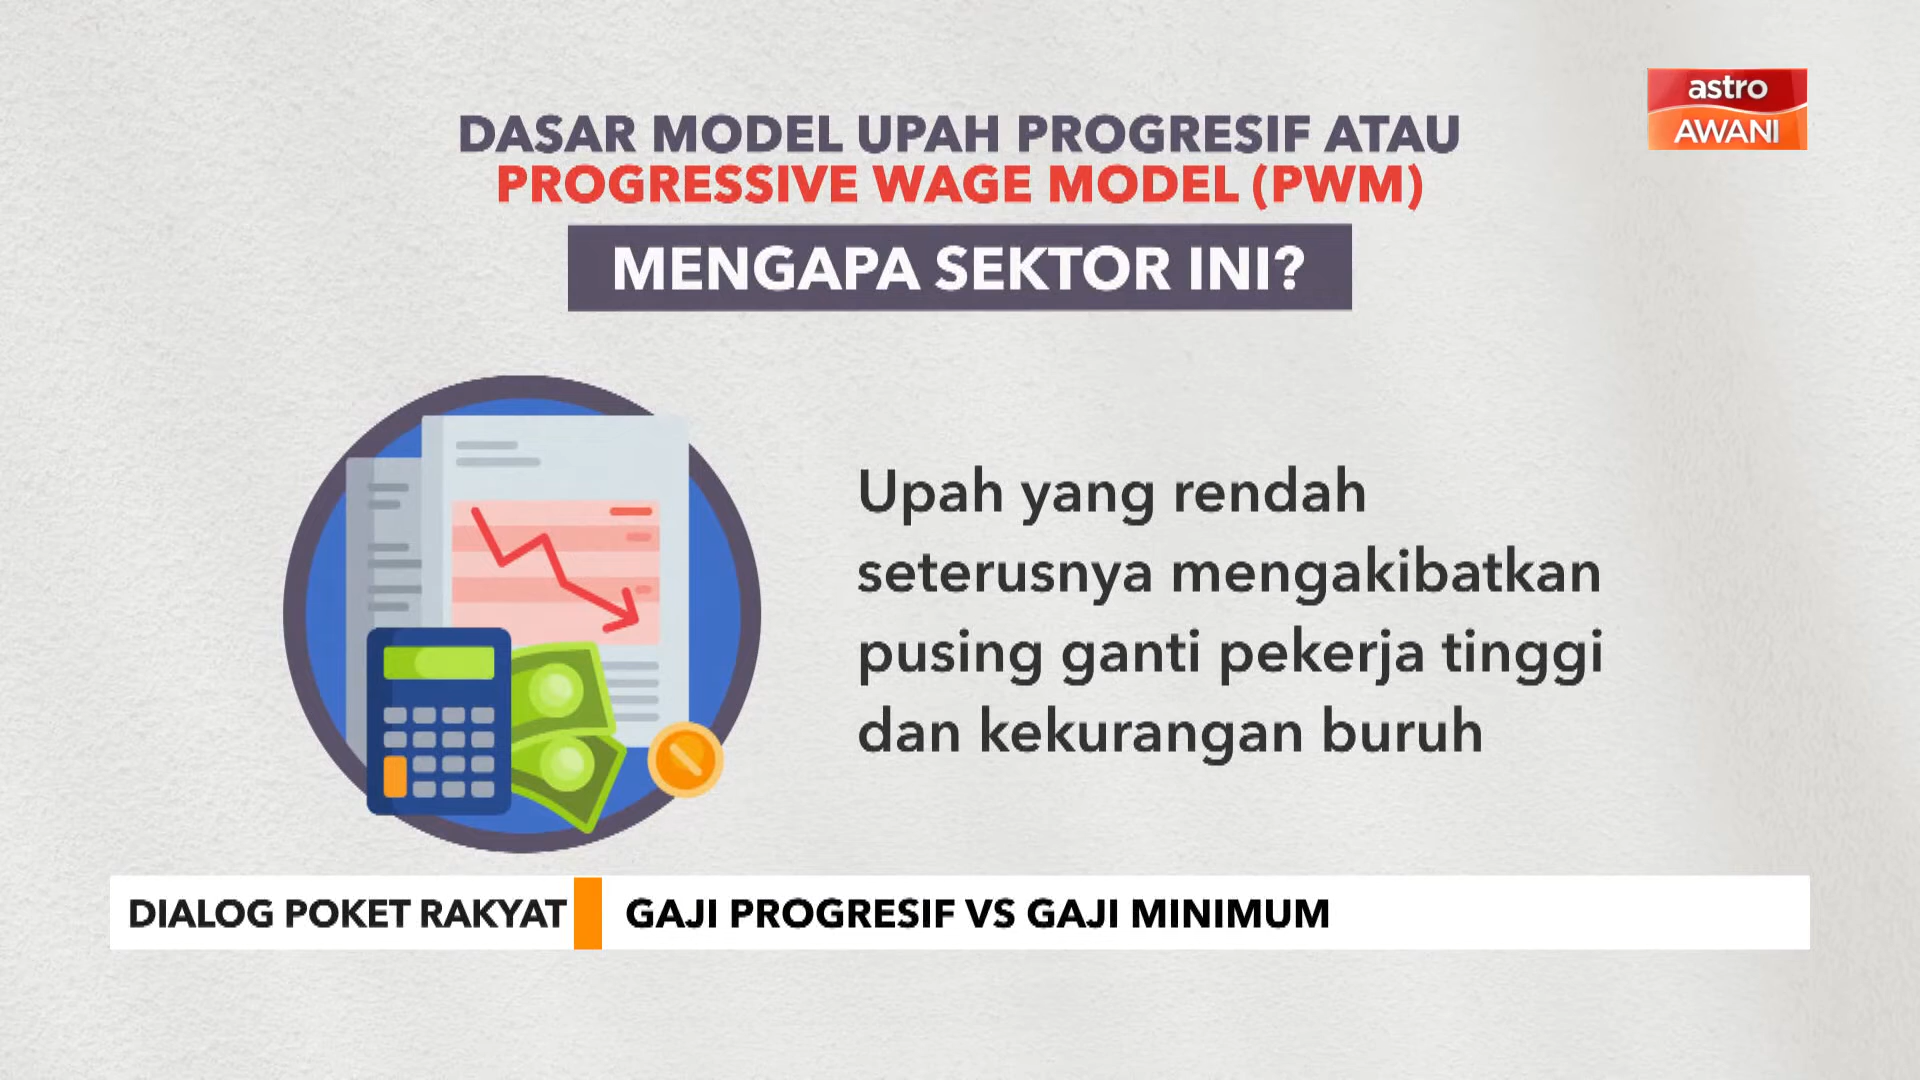 astro
AWANI
DASAR MODEL UPAH PROGRESIF ATAU
PROGRESSIVE WAGE MODEL (PWM)
MENGAPA SEKTOR INI?
Upah yang rendah
seterusnya mengakibatkan
pusing ganti pekerja tinggi
dan kekurangan buruh
DIALOG POKET RAKYAT
GAJI PROGRESIF VS GAJI MINIMUM